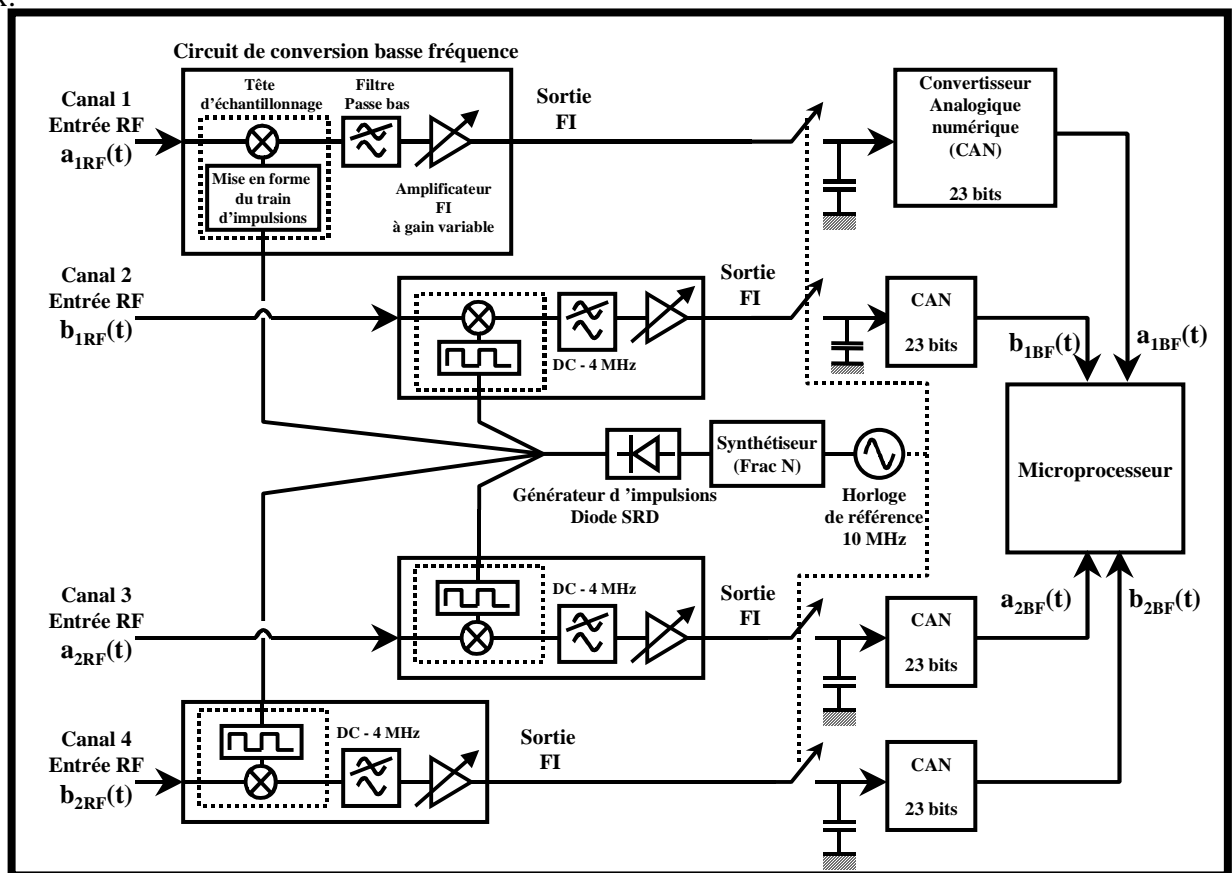 x.
Circuit de conversion basse fréquence
Canal 1
Entrée RF
a1RF(t)
Tête
d'échantillonnage
Filtre
Passe bas
Mise en forme
du train
d'impulsions
Amplificateur
FI
à gain variable
Sortie
FI
Convertisseur
Analogique
numérique
(CAN)
23 bits
Canal 2
Entrée RF
b1RF(t)
DC - 4 MHz
Sortie
FI
CAN
23 bits
b1BF(t)
a1BF(t)
Générateur d 'impulsions
Diode SRD
Synthétiseur
(Frac N)
Horloge
de référence
10 MHz
Microprocesseur
Canal 3
Entrée RF
a2RF(t)
DC - 4 MHz
Sortie
FI
CAN
23 bits
a2BF(t)
b2BF(t)
Canal 4
Entrée RF
b2RF(t)
DC - 4 MHz
Sortie
FI
CAN
23 bits